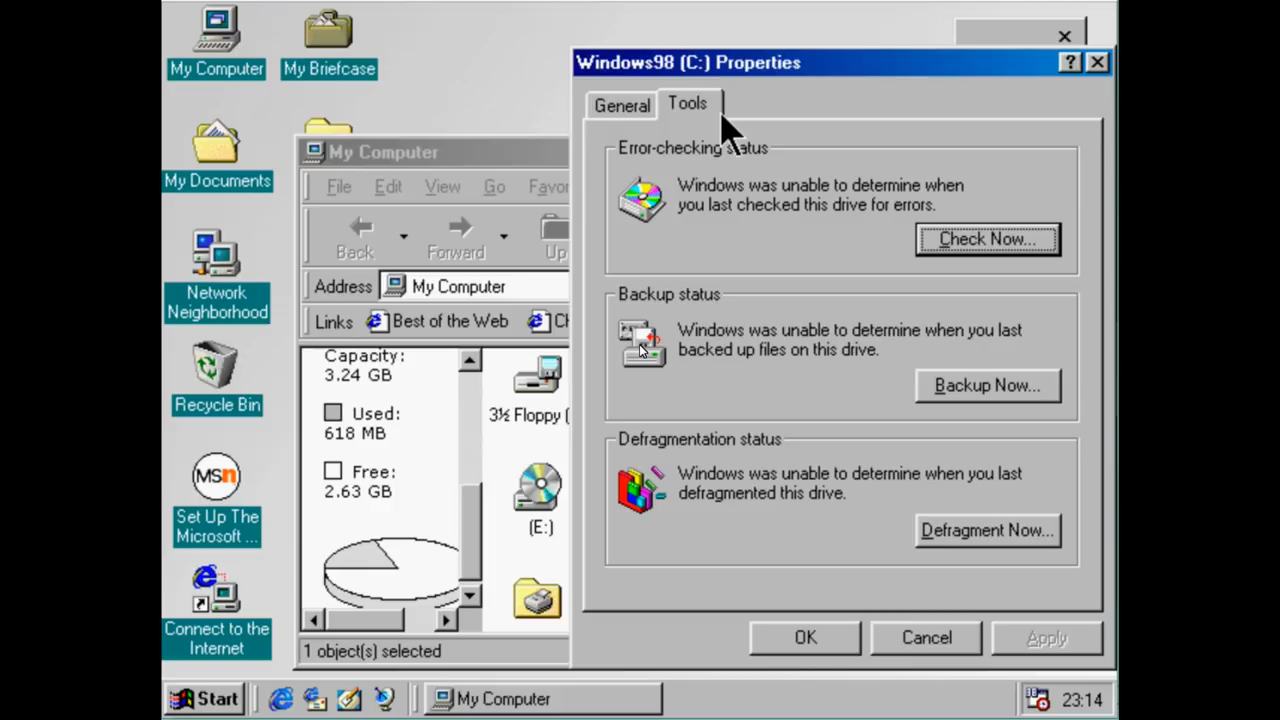 My Computer
My Briefcase
My Documents
Network
Neighborhood
Recycle Bin
MSn
Set Up The
Microsoft ...
Connect to the
Internet
My Computer
File Edit View Go Favo
Back Forward Up
Address My Computer
Links Best of the Web
Capacity:
3.24 GB
Used:
618 MB
Free:
2.63 GB
3½ Floppy (
(E:)
1 object(s) selected
Windows98 (C:) Properties
General Tools
Error-checking status
Windows was unable to determine when
you last checked this drive for errors.
Check Now...
Backup status
Windows was unable to determine when you last
backed up files on this drive.
Backup Now...
Defragmentation status
Windows was unable to determine when you last
defragmented this drive.
Defragment Now...
OK Cancel Apply
Start My Computer 23:14